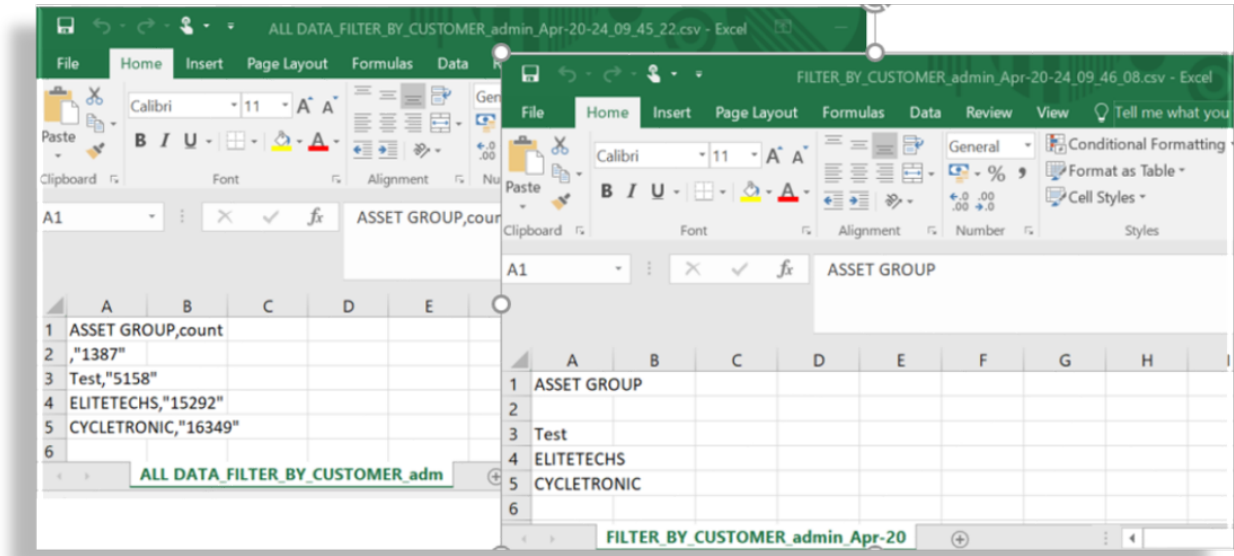 ALL DATA_FILTER_BY_CUSTOMER_admin_Apr-20-24_09_45_22.csv - Excel
File Home Insert Page Layout Formulas Data
Calibri 11 A A
Paste
B I U A
.00
Clipboard Font Alignment
A1 fx ASSET GROUP,cour
A B C D E
1 ASSET GROUP,count
2 ,"1387"
3 Test,"5158"
4 ELITETECHS,"15292"
5 CYCLETRONIC,"16349"
6
ALL DATA_FILTER_BY_CUSTOMER_adm
FILTER_BY_CUSTOMER_admin_Apr-20-24_09_46_08.csv - Excel
File Home Insert Page Layout Formulas Data Review View Tell me what you
Calibri 11 A A General Conditional Formatting
Paste B I U A % Format as Table
.00 .00 Cell Styles
Clipboard Font Alignment Number Styles
A1 fx ASSET GROUP
A B C D E F G H
1 ASSET GROUP
2
3 Test
4 ELITETECHS
5 CYCLETRONIC
6
FILTER_BY_CUSTOMER_admin_Apr-20